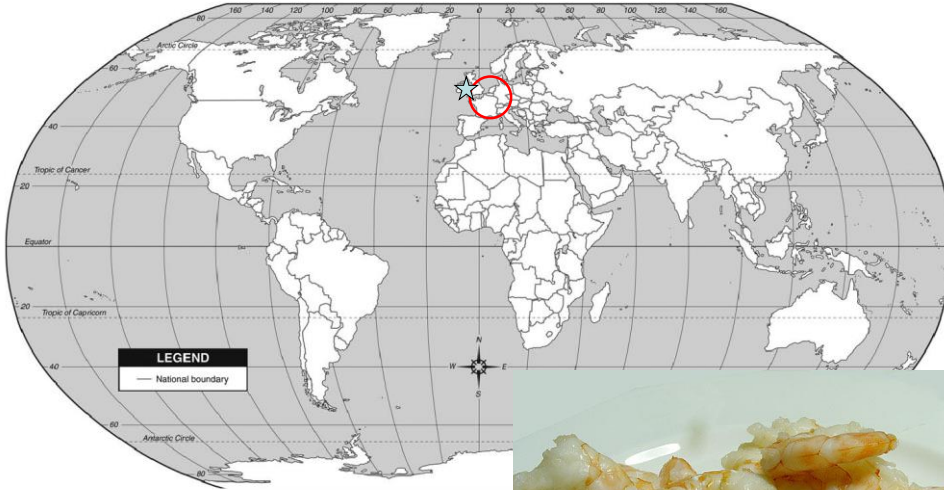 160 140 120 100 80 60 40 20 0 20 40 60 80 100 120 140 160
80
Arctic Circle
60
40
Tropic of Cancer
20
Equator
20
Tropic of Capricorn
LEGEND
National boundary
N
W E
S
40
60
Antarctic Circle
80